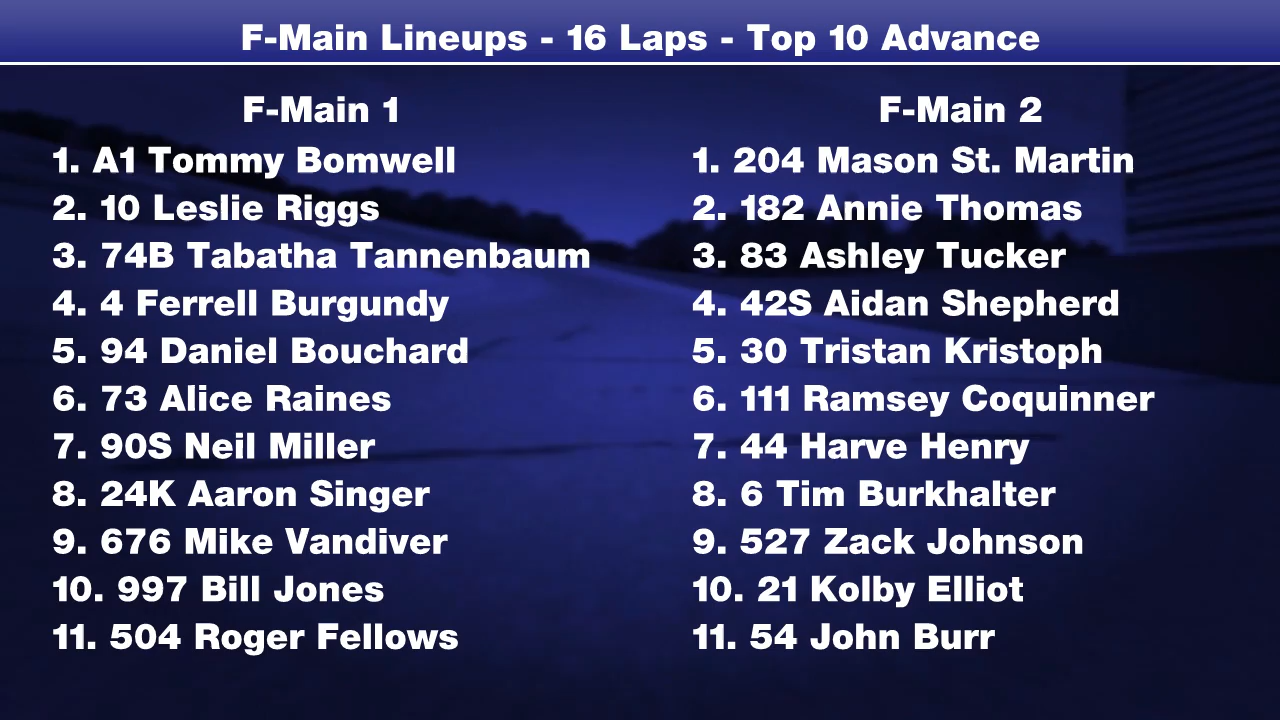 F-Main Lineups - 16 Laps - Top 10 Advance
F-Main 1
1. A1 Tommy Bomwell
2. 10 Leslie Riggs
3. 74B Tabatha Tannenbaum
4. 4 Ferrell Burgundy
5. 94 Daniel Bouchard
6. 73 Alice Raines
7. 90S Neil Miller
8. 24K Aaron Singer
9. 676 Mike Vandiver
10. 997 Bill Jones
11. 504 Roger Fellows
F-Main 2
1. 204 Mason St. Martin
2. 182 Annie Thomas
3. 83 Ashley Tucker
4. 42S Aidan Shepherd
5. 30 Tristan Kristoph
6. 111 Ramsey Coquinner
7. 44 Harve Henry
8. 6 Tim Burkhalter
9. 527 Zack Johnson
10. 21 Kolby Elliot
11. 54 John Burr